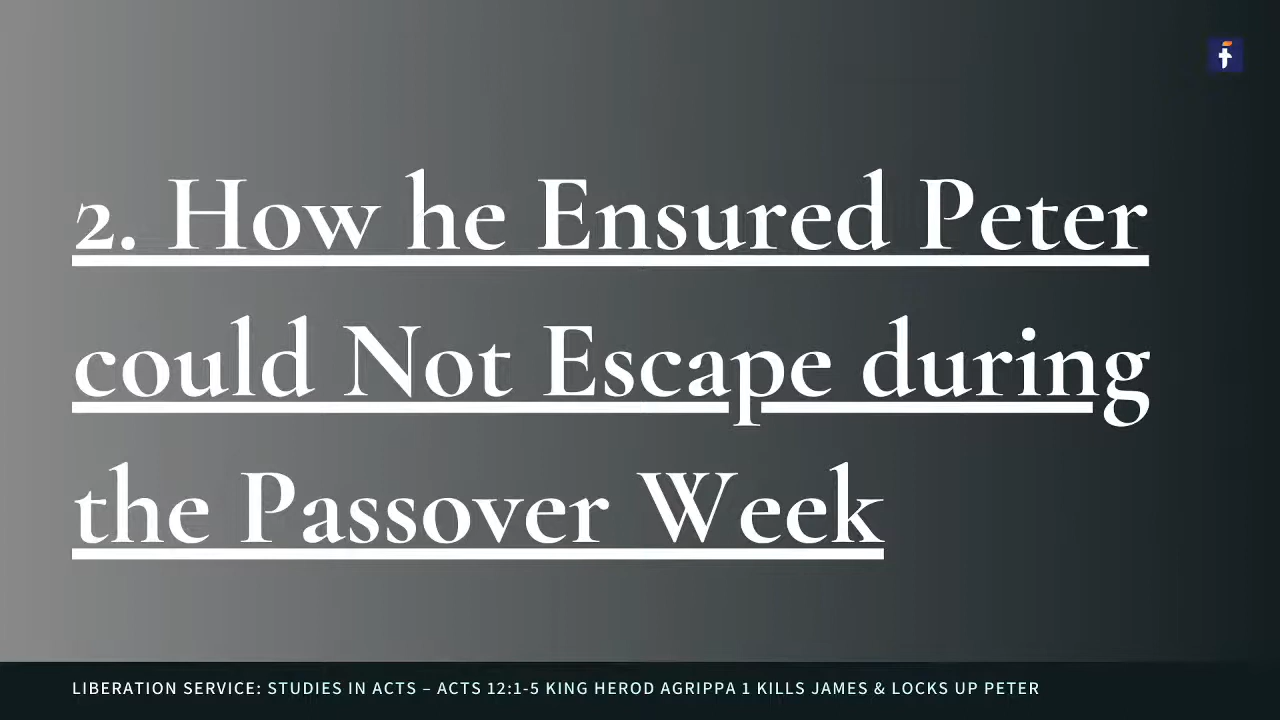 2. How he Ensured Peter
could Not Escape during
the Passover Week
LIBERATION SERVICE: STUDIES IN ACTS – ACTS 12:1-5 KING HEROD AGRIPPA 1 KILLS JAMES & LOCKS UP PETER